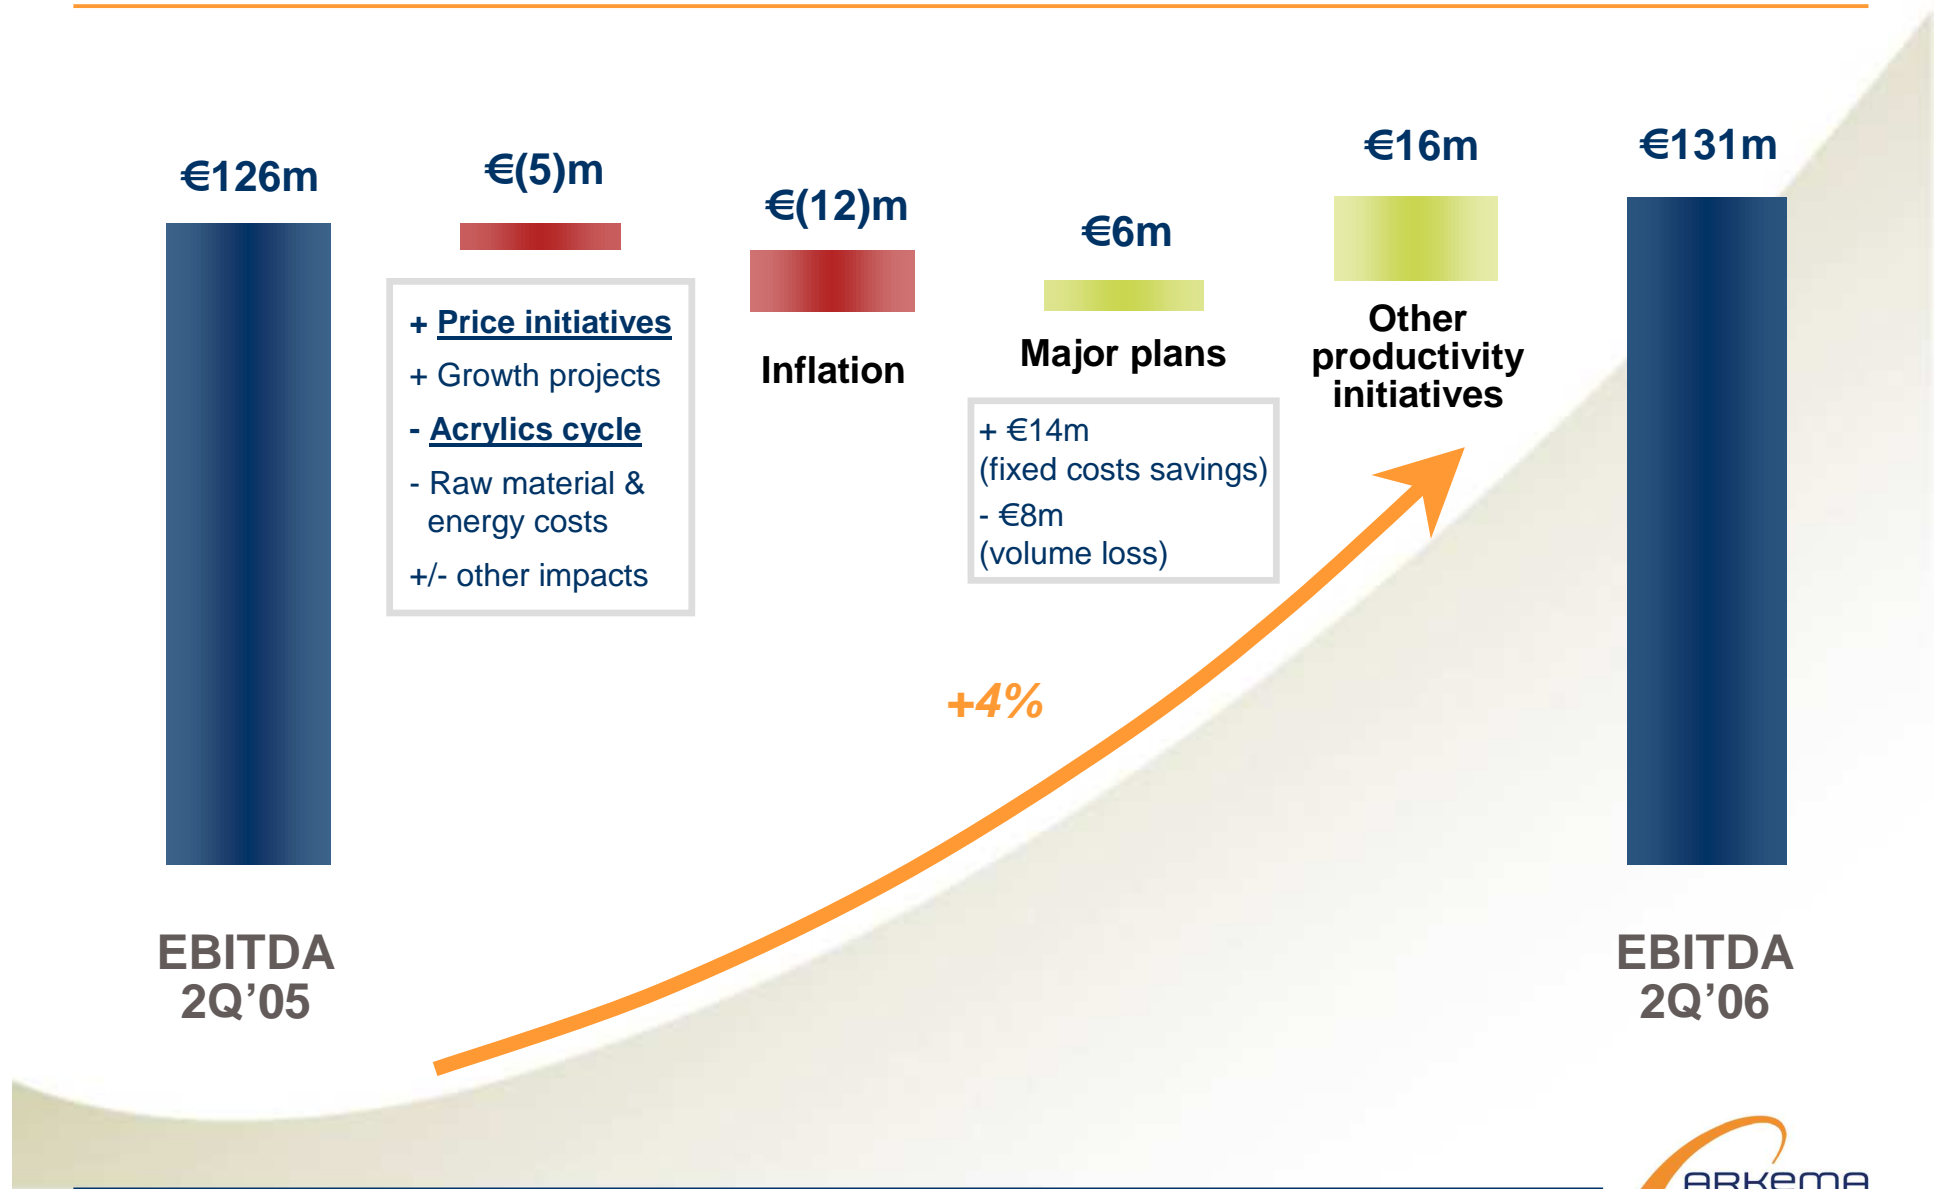 €126m
€(5)m
€(12)m
€6m
€16m
€131m
+ Price initiatives
+ Growth projects
- Acrylics cycle
- Raw material &
energy costs
+/- other impacts
Inflation
Major plans
+ €14m
(fixed costs savings)
- €8m
(volume loss)
Other
productivity
initiatives
+4%
EBITDA
2Q’05
EBITDA
2Q’06
ARKEMA